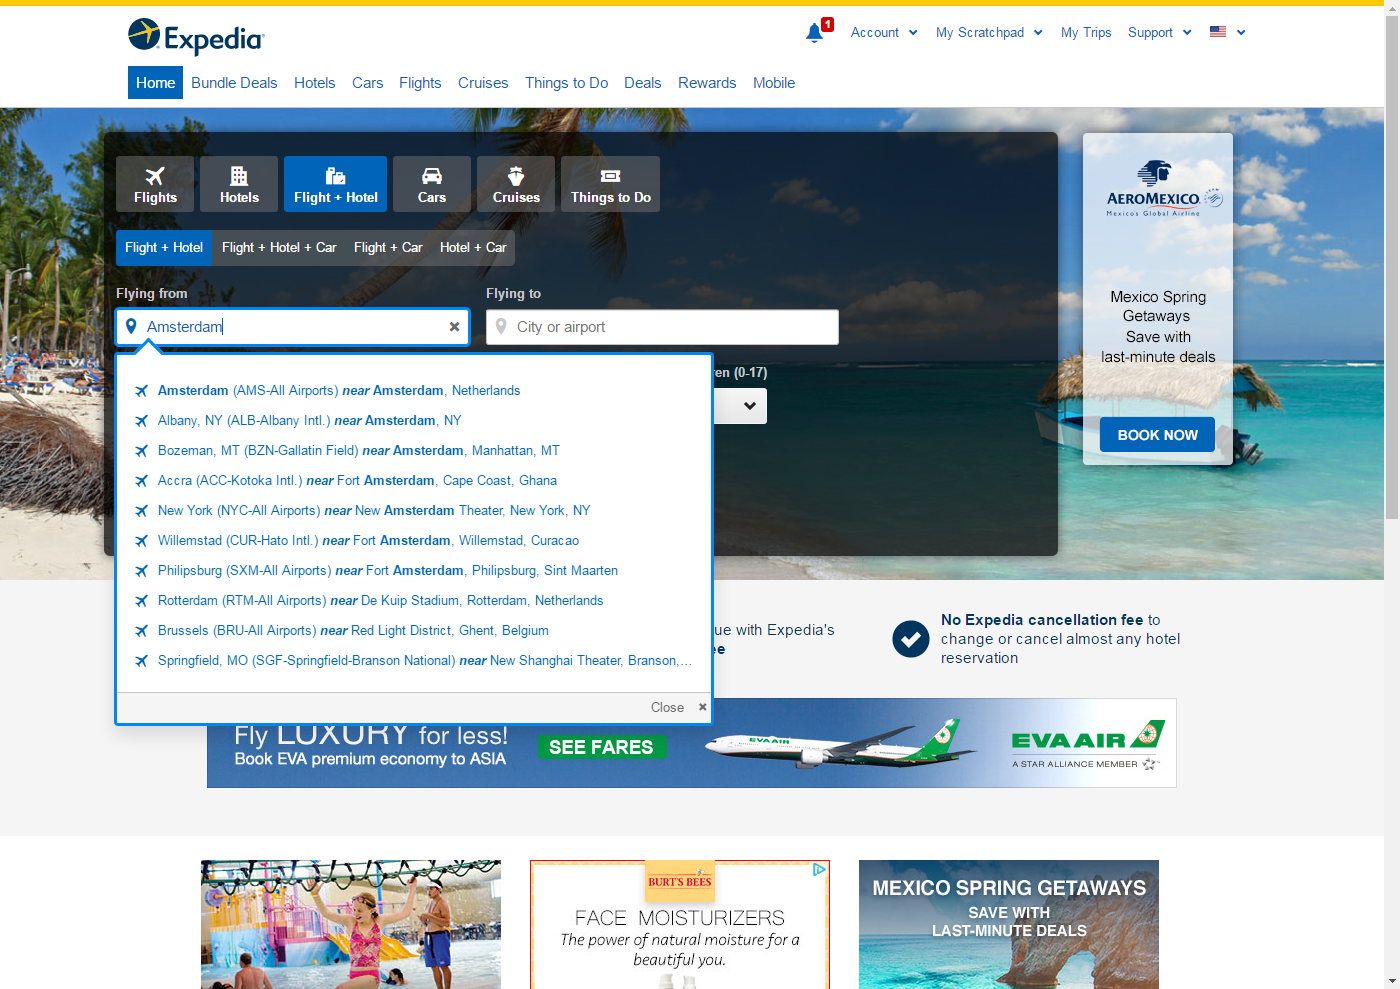 Expedia
1
Account
My Scratchpad
My Trips
Support
Home
Bundle Deals
Hotels
Cars
Flights
Cruises
Things to Do
Deals
Rewards
Mobile
Flights
Hotels
Flight + Hotel
Cars
Cruises
Things to Do
Flight + Hotel
Flight + Hotel + Car
Flight + Car
Hotel + Car
Flying from
Flying to
Amsterdam
City or airport
ren (0-17)
Amsterdam (AMS-All Airports) near Amsterdam, Netherlands
Albany, NY (ALB-Albany Intl.) near Amsterdam, NY
Bozeman, MT (BZN-Gallatin Field) near Amsterdam, Manhattan, MT
Accra (ACC-Kotoka Intl.) near Fort Amsterdam, Cape Coast, Ghana
New York (NYC-All Airports) near New Amsterdam Theater, New York, NY
Willemstad (CUR-Hato Intl.) near Fort Amsterdam, Willemstad, Curacao
Philipsburg (SXM-All Airports) near Fort Amsterdam, Philipsburg, Sint Maarten
Rotterdam (RTM-All Airports) near De Kuip Stadium, Rotterdam, Netherlands
Brussels (BRU-All Airports) near Red Light District, Ghent, Belgium
Springfield, MO (SGF-Springfield-Branson National) near New Shanghai Theater, Branson,...
Close
AEROMEXICO
Mexico's Global Airline
Mexico Spring
Getaways
Save with
last-minute deals
BOOK NOW
ue with Expedia's
ee
No Expedia cancellation fee to
change or cancel almost any hotel
reservation
Fly LUXURY for less!
Book EVA premium economy to ASIA
SEE FARES
EVA AIR
EVA AIR
A STAR ALLIANCE MEMBER
BURT'S BEES
FACE MOISTURIZERS
The power of natural moisture for a
beautiful you.
MEXICO SPRING GETAWAYS
SAVE WITH
LAST-MINUTE DEALS